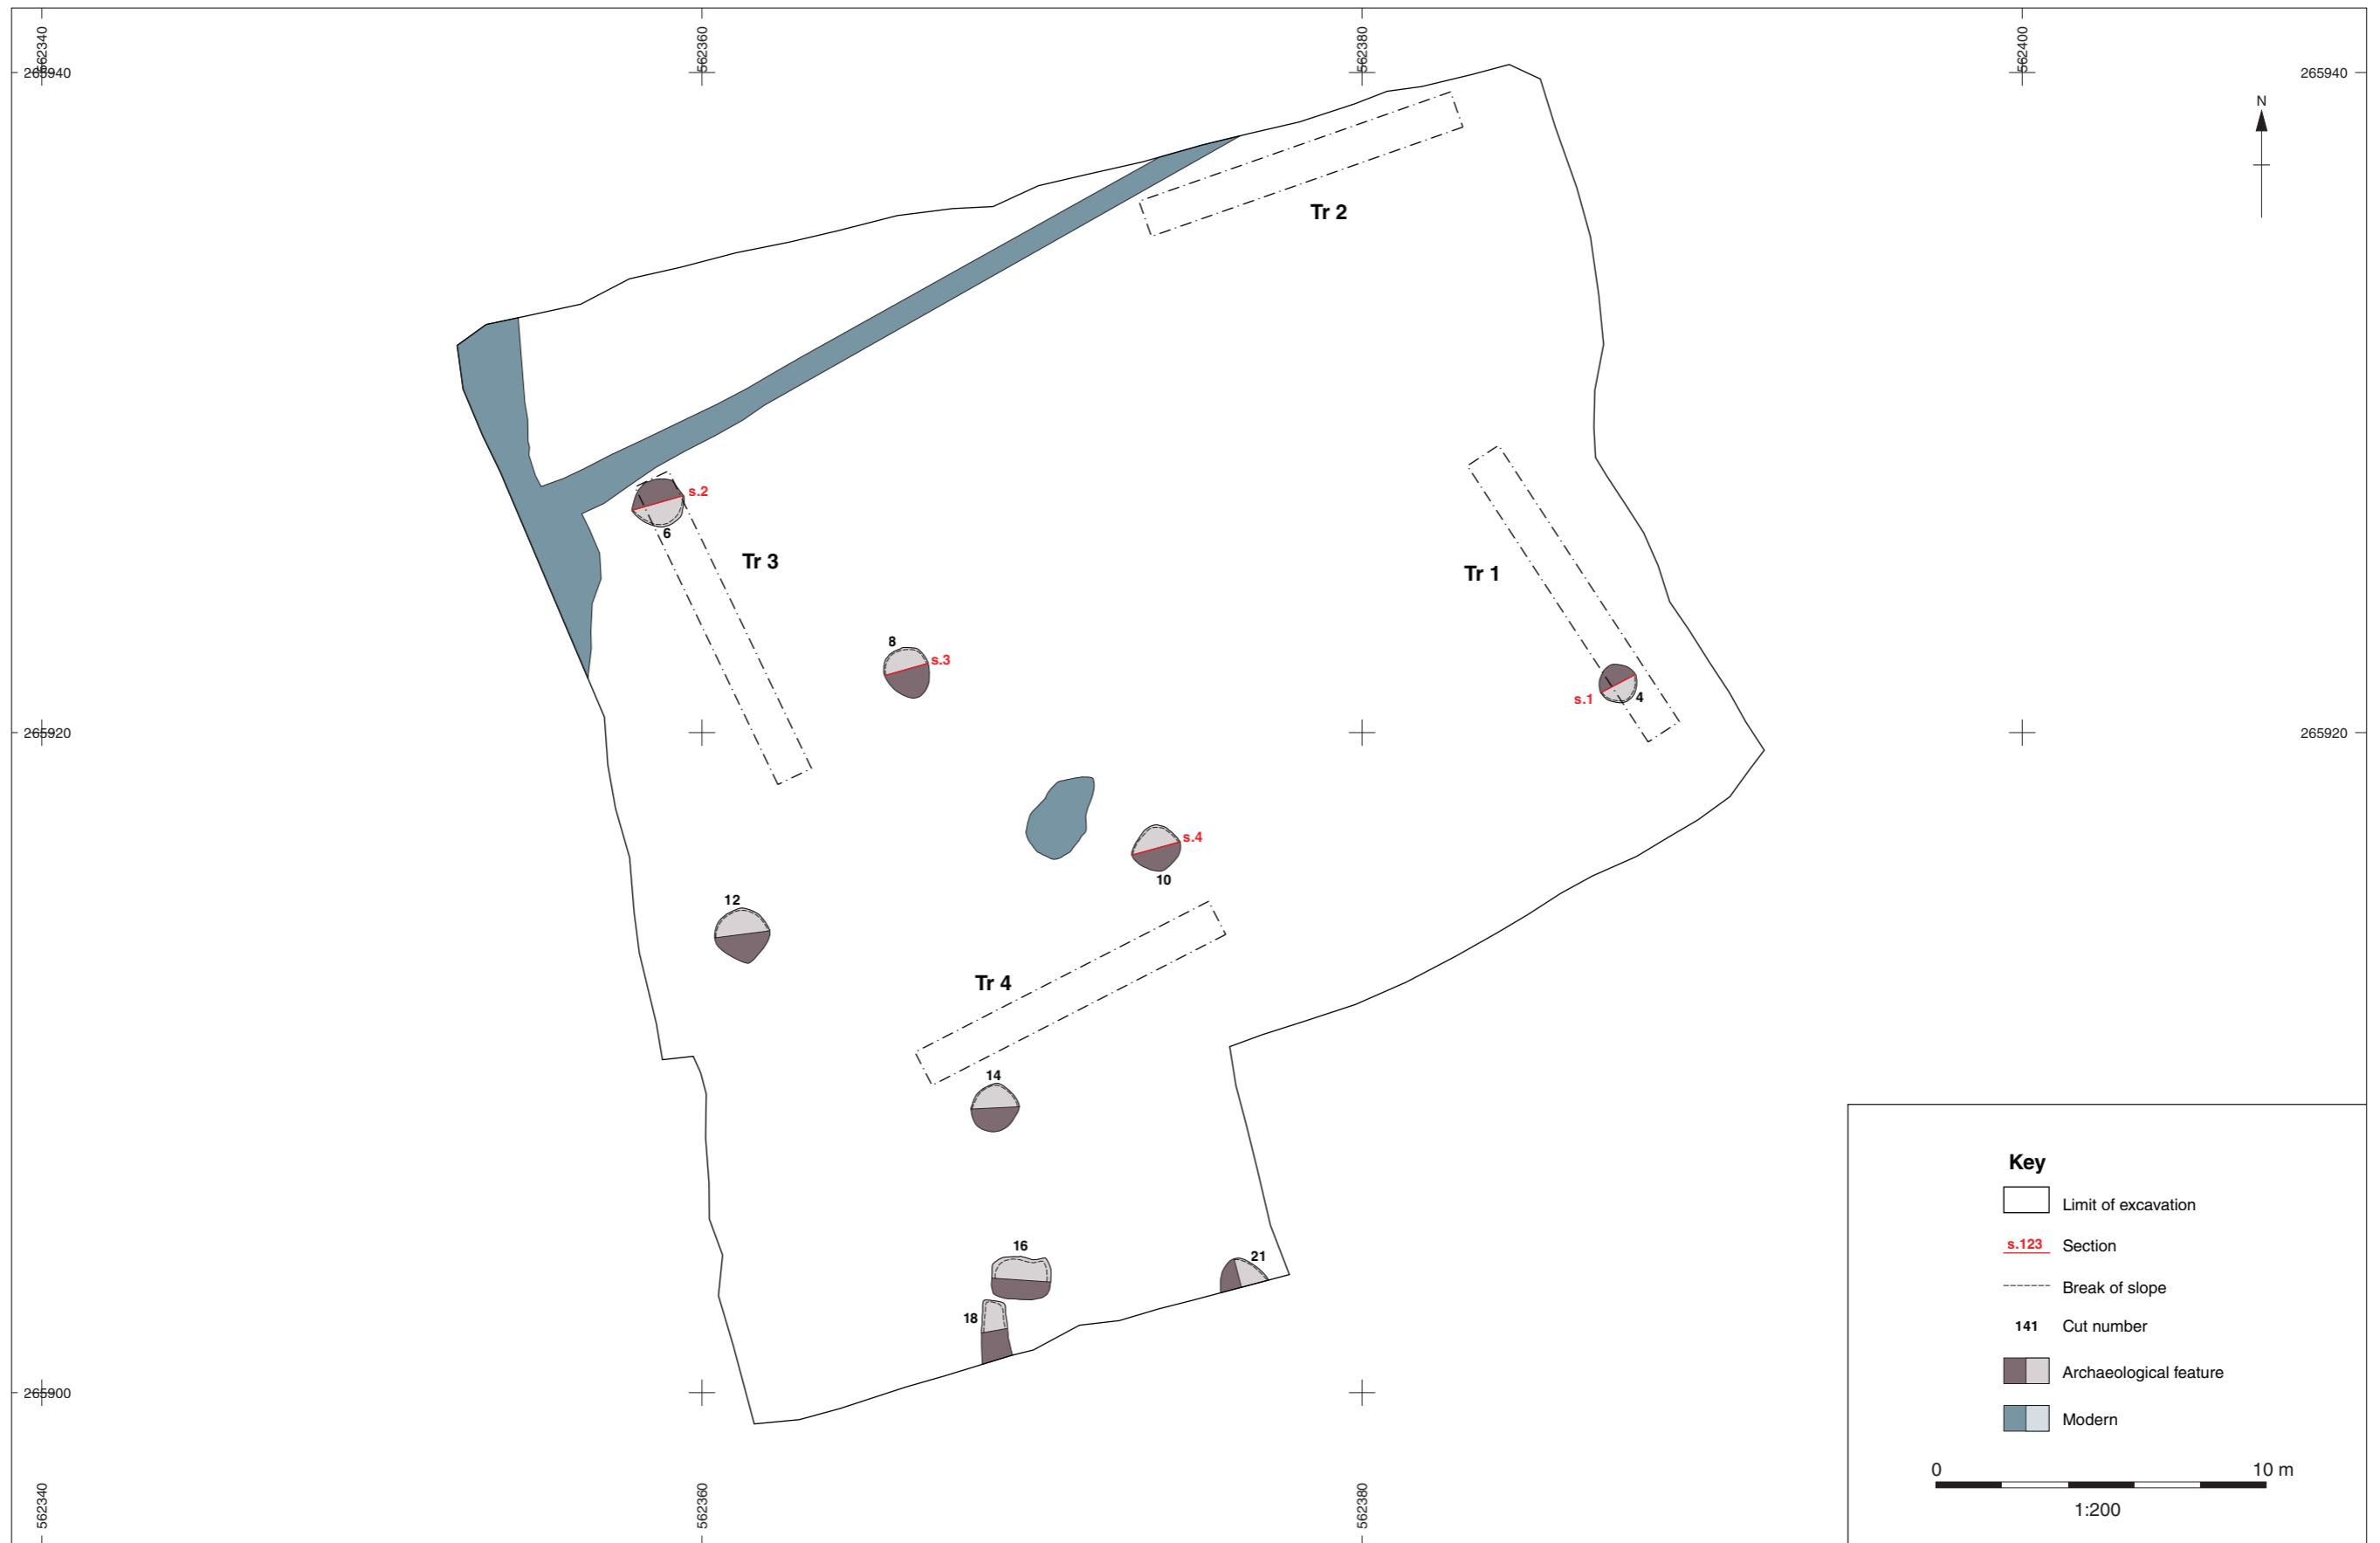 562340
562360
562380
562400
265940
265940
N
Tr 2
s.2
6
Tr 3
Tr 1
8
s.3
s.1
4
265920
265920
s.4
10
12
Tr 4
14
16
21
18
265900
562340
562360
562380
Key
Limit of excavation
s.123 Section
Break of slope
141 Cut number
Archaeological feature
Modern
0 10 m
1:200